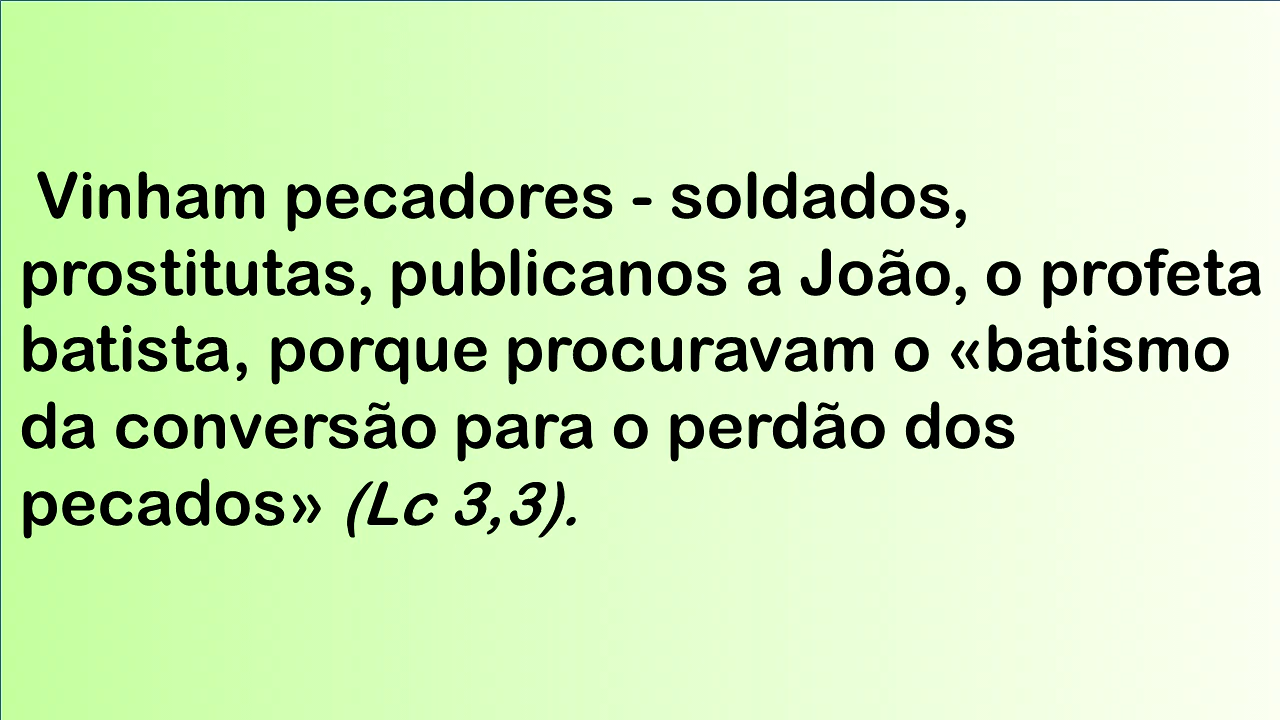 Vinham pecadores - soldados,
prostitutas, publicanos a João, o profeta
batista, porque procuravam o «batismo
da conversão para o perdão dos
pecados» (Lc 3,3).